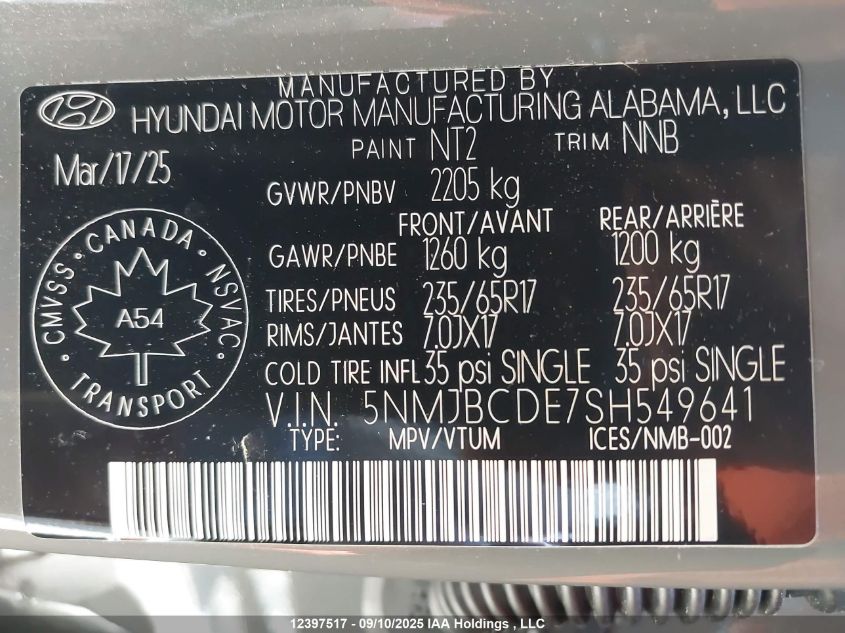 MANUFACTURED BY
HYUNDAI MOTOR MANUFACTURING ALABAMA, LLC
PAINT NT2 TRIM NNB
Mar/17/25
GVWR/PNBV 2205 kg
FRONT/AVANT REAR/ARRIÈRE
GAWR/PNBE 1260 kg 1200 kg
TIRES/PNEUS 235/65R17 235/65R17
RIMS/JANTES 7.0JX17 7.0JX17
COLD TIRE INFL 35 psi SINGLE 35 psi SINGLE
V.I.N. 5NMJBCDE7SH549641
TYPE: MPV/VTUM ICES/NMB-002
CMVSS • CANADA • NSVAC • TRANSPORT •
A54
12397517 - 09/10/2025 IAA Holdings , LLC